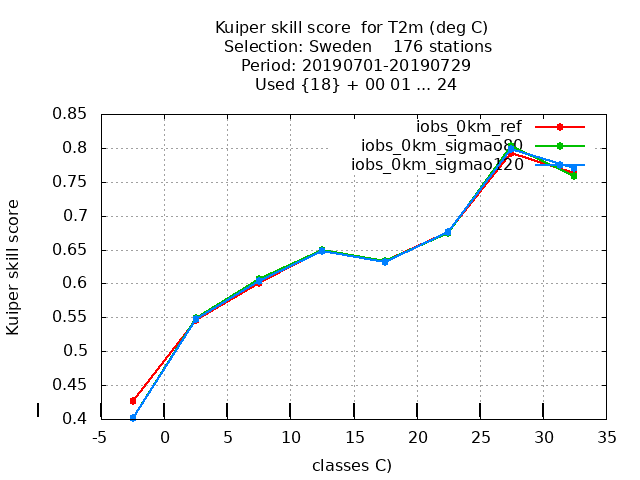 Kuiper skill score  for T2m (deg C)
Selection: Sweden    176 stations
Period: 20190701-20190729
Used {18} + 00 01 ... 24
iobs_0km_ref
iobs_0km_sigmao80
iobs_0km_sigmao120
Kuiper skill score
0.85
0.8
0.75
0.7
0.65
0.6
0.55
0.5
0.45
0.4
-5 0 5 10 15 20 25 30 35
classes C)